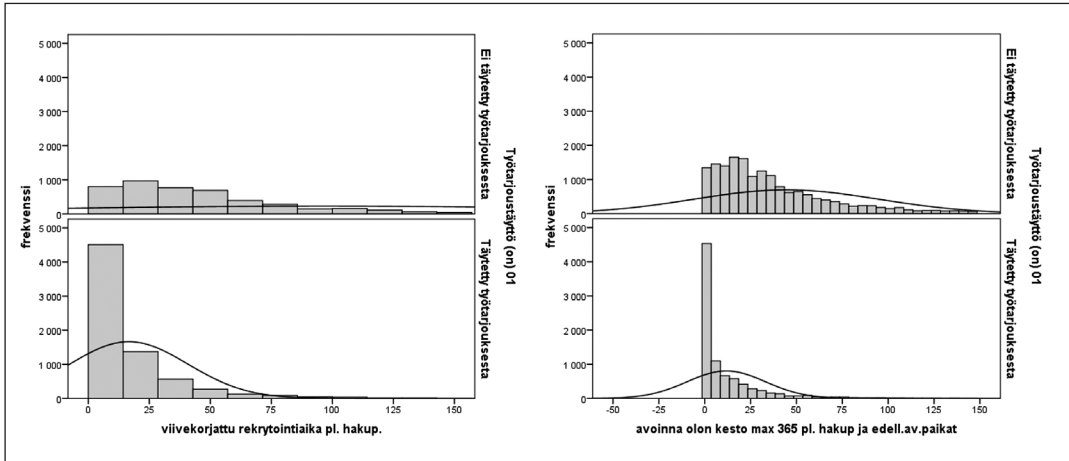 5 000
4 000
3 000
2 000
1 000
0
5 000
4 000
3 000
2 000
1 000
0
frekvenssi
Ei täytetty työtarjouksesta
Täytetty työtarjouksesta
Työtarjoustäyttö (on) 01
0 25 50 75 100 125 150
viivekorjattu rekrytointiaika pl. hakup.
5 000
4 000
3 000
2 000
1 000
0
5 000
4 000
3 000
2 000
1 000
0
frekvenssi
Ei täytetty työtarjouksesta
Täytetty työtarjouksesta
Työtarjoustäyttö (on) 01
-50 -25 0 25 50 75 100 125 150
avoinna olon kesto max 365 pl. hakup ja edell.av.paikat